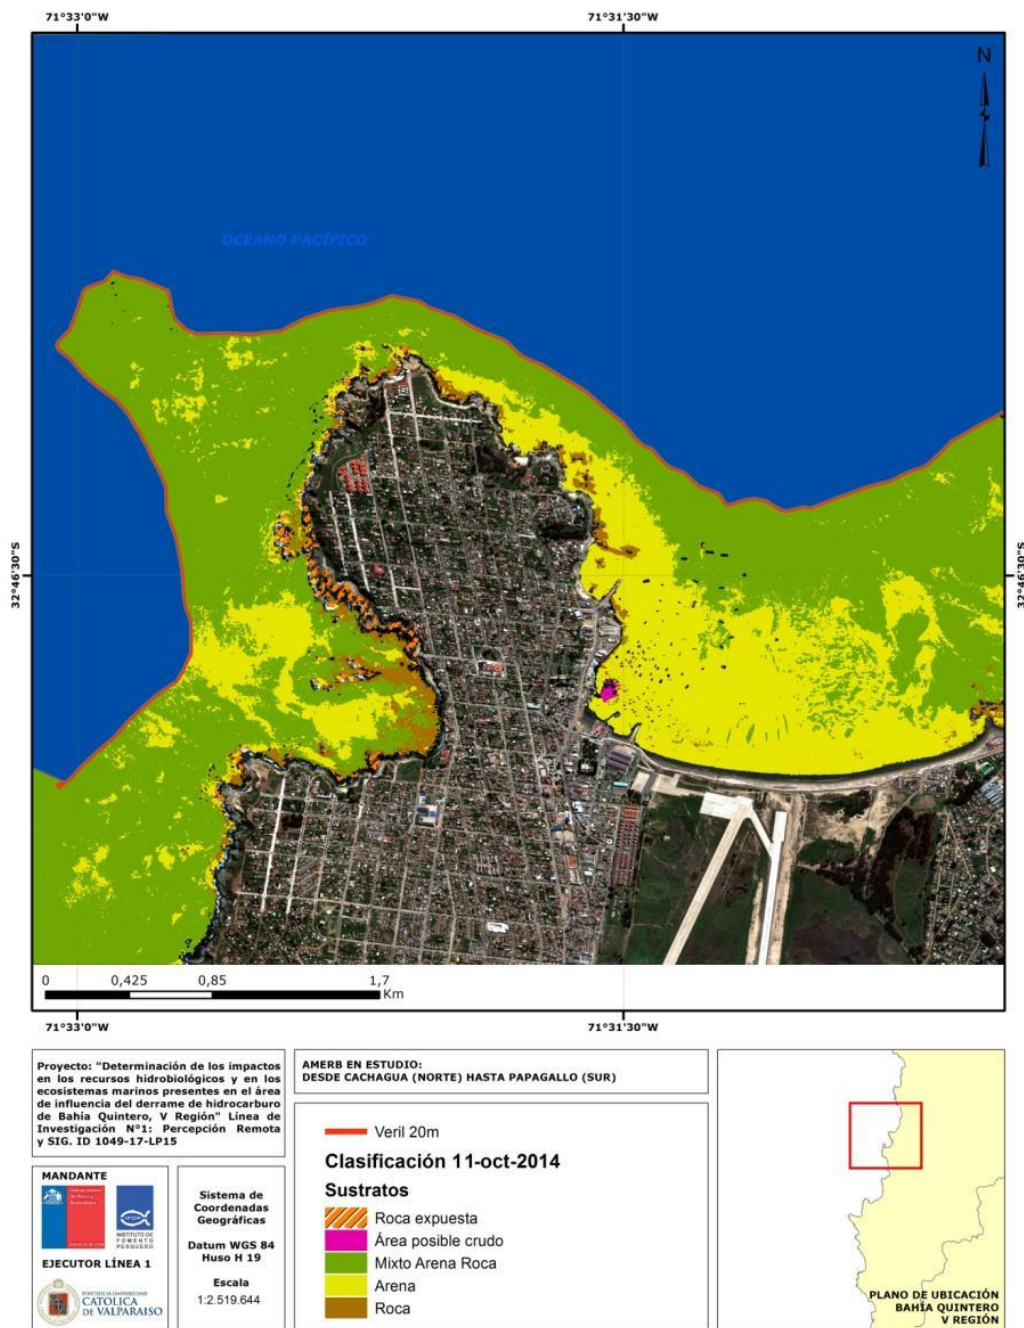 71°33'0"W
71°31'30"W
N
OCÉANO PACÍFICO
32°46'30"S
32°46'30"S
0
0,425
0,85
1,7
Km
71°33'0"W
71°31'30"W
Proyecto: "Determinación de los impactos
en los recursos hidrobiológicos y en los
ecosistemas marinos presentes en el área
de influencia del derrame de hidrocarburo
de Bahía Quintero, V Región" Línea de
Investigación N°1: Percepción Remota
y SIG. ID 1049-17-LP15
AMERB EN ESTUDIO:
DESDE CACHAGUA (NORTE) HASTA PAPAGALLO (SUR)
MANDANTE
INSTITUTO DE
FOMENTO
PESQUERO
EJECUTOR LÍNEA 1
PONTIFICIA UNIVERSIDAD
CATOLICA
DE VALPARAISO
Sistema de
Coordenadas
Geográficas
Datum WGS 84
Huso H 19
Escala
1:2.519.644
Veril 20m
Clasificación 11-oct-2014
Sustratos
Roca expuesta
Área posible crudo
Mixto Arena Roca
Arena
Roca
PLANO DE UBICACIÓN
BAHÍA QUINTERO
V REGIÓN